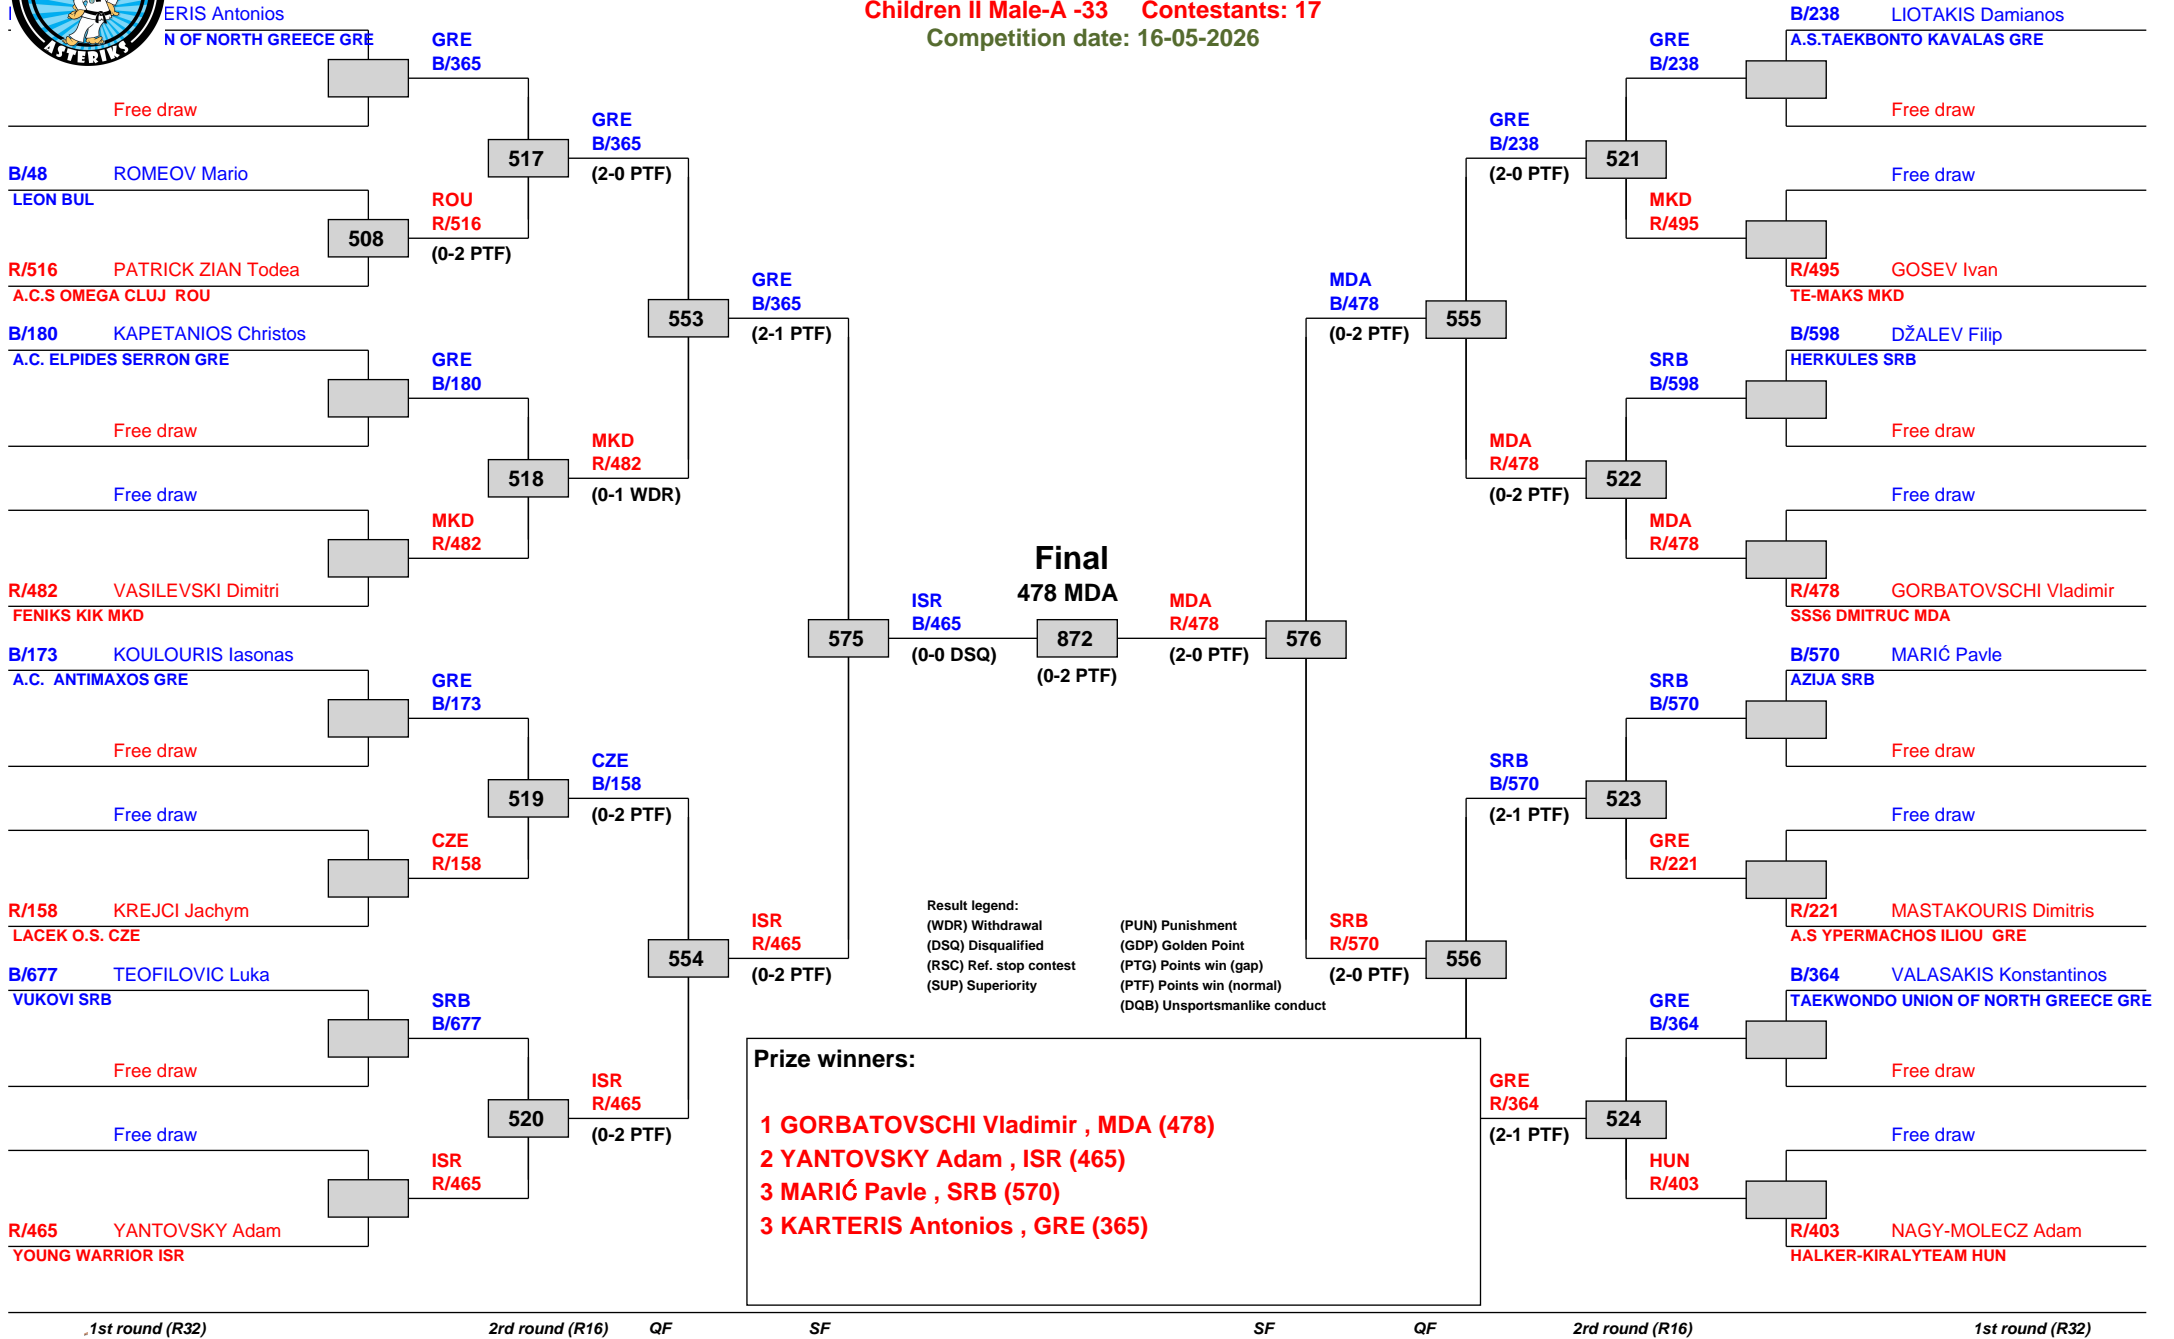 Children II Male-A -33 Contestants: 17
Competition date: 16-05-2026
ASTERIKS
ERIS Antonios
N OF NORTH GREECE GRE
Free draw
B/48 ROMEOV Mario
LEON BUL
R/516 PATRICK ZIAN Todea
A.C.S OMEGA CLUJ ROU
B/180 KAPETANIOS Christos
A.C. ELPIDES SERRON GRE
Free draw
Free draw
R/482 VASILEVSKI Dimitri
FENIKS KIK MKD
B/173 KOULOURIS Iasonas
A.C. ANTIMAXOS GRE
Free draw
Free draw
R/158 KREJCI Jachym
LACEK O.S. CZE
B/677 TEOFILOVIC Luka
VUKOVI SRB
Free draw
Free draw
R/465 YANTOVSKY Adam
YOUNG WARRIOR ISR
GRE
B/365
508
ROU
R/516
(0-2 PTF)
GRE
B/180
MKD
R/482
GRE
B/173
CZE
R/158
SRB
B/677
ISR
R/465
517
GRE
B/365
(2-0 PTF)
518
MKD
R/482
(0-1 WDR)
519
CZE
B/158
(0-2 PTF)
520
ISR
R/465
(0-2 PTF)
553
GRE
B/365
(2-1 PTF)
554
ISR
R/465
(0-2 PTF)
575
ISR
B/465
(0-0 DSQ)
Final
478 MDA
872
(0-2 PTF)
MDA
R/478
(2-0 PTF)
576
MDA
B/478
(0-2 PTF)
555
SRB
R/570
(2-0 PTF)
556
GRE
B/238
(2-0 PTF)
521
MDA
R/478
(0-2 PTF)
522
SRB
B/570
(2-1 PTF)
523
GRE
R/364
(2-1 PTF)
524
GRE
B/238
MKD
R/495
SRB
B/598
MDA
R/478
SRB
B/570
GRE
R/221
GRE
B/364
HUN
R/403
B/238 LIOTAKIS Damianos
A.S.TAEKBONTO KAVALAS GRE
Free draw
Free draw
R/495 GOSEV Ivan
TE-MAKS MKD
B/598 DŽALEV Filip
HERKULES SRB
Free draw
Free draw
R/478 GORBATOVSCHI Vladimir
SSS6 DMITRUC MDA
B/570 MARIĆ Pavle
AZIJA SRB
Free draw
Free draw
R/221 MASTAKOURIS Dimitris
A.S YPERMACHOS ILIOU GRE
B/364 VALASAKIS Konstantinos
TAEKWONDO UNION OF NORTH GREECE GRE
Free draw
Free draw
R/403 NAGY-MOLECZ Adam
HALKER-KIRALYTEAM HUN
Result legend:
(WDR) Withdrawal (PUN) Punishment
(DSQ) Disqualified (GDP) Golden Point
(RSC) Ref. stop contest (PTG) Points win (gap)
(SUP) Superiority (PTF) Points win (normal)
(DQB) Unsportsmanlike conduct
Prize winners:
1 GORBATOVSCHI Vladimir , MDA (478)
2 YANTOVSKY Adam , ISR (465)
3 MARIĆ Pavle , SRB (570)
3 KARTERIS Antonios , GRE (365)
1st round (R32) 2rd round (R16) QF SF SF QF 2rd round (R16) 1st round (R32)